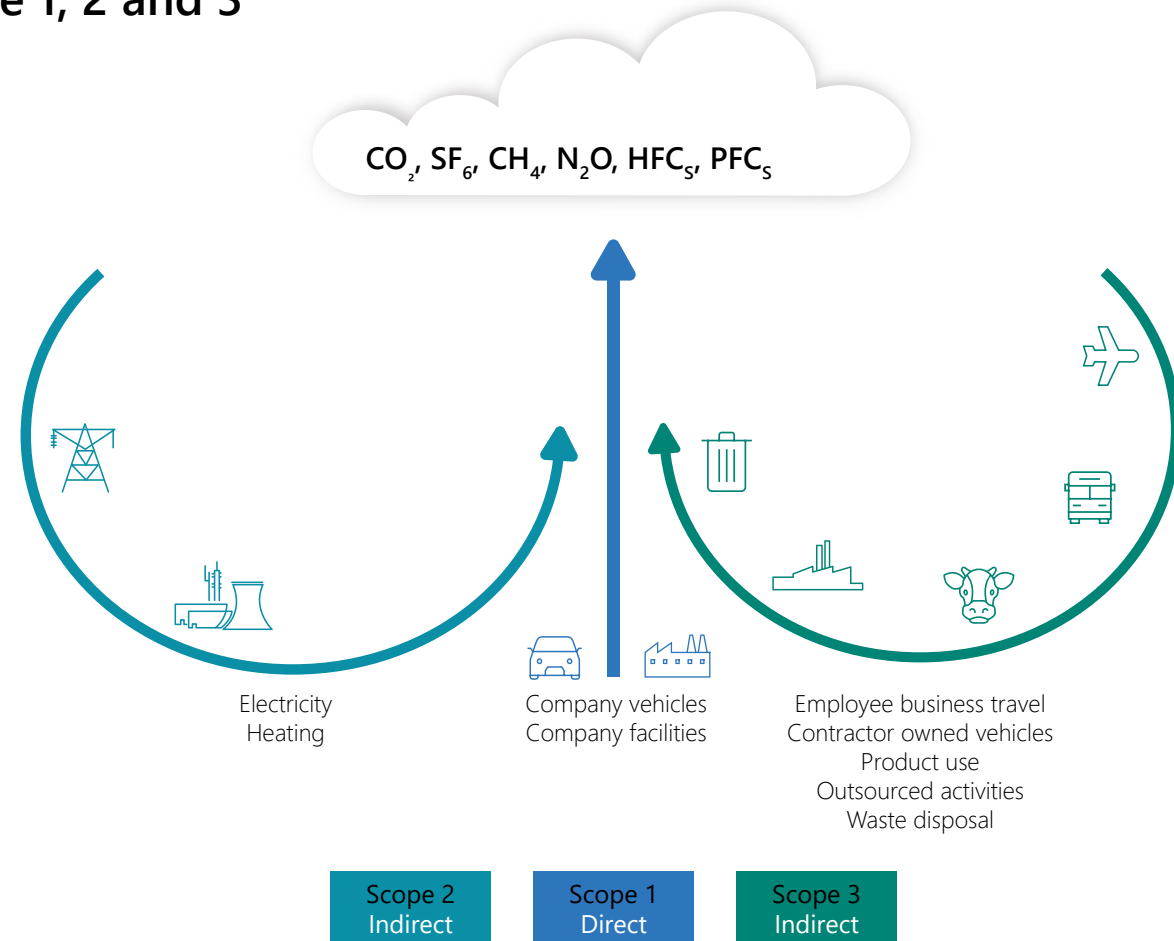 e 1, 2 and 3
CO₂, SF₆, CH₄, N₂O, HFCₛ, PFCₛ
Electricity
Heating
Company vehicles
Company facilities
Employee business travel
Contractor owned vehicles
Product use
Outsourced activities
Waste disposal
Scope 2
Indirect
Scope 1
Direct
Scope 3
Indirect